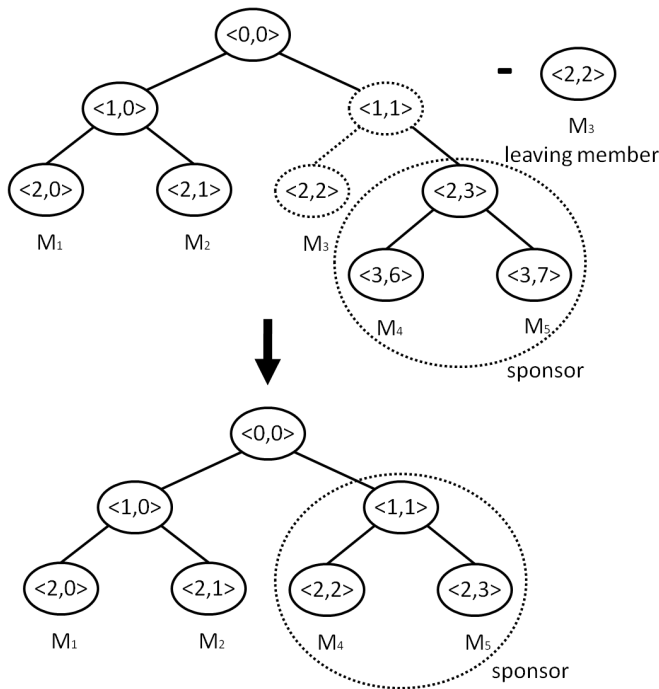 <0,0>
<1,0> <1,1> - <2,2>
M₃
leaving member
<2,0> <2,1> <2,2> <2,3>
M₁ M₂ M₃
<3,6> <3,7>
M₄ M₅
sponsor
<0,0>
<1,0> <1,1>
<2,0> <2,1> <2,2> <2,3>
M₁ M₂ M₄ M₅
sponsor